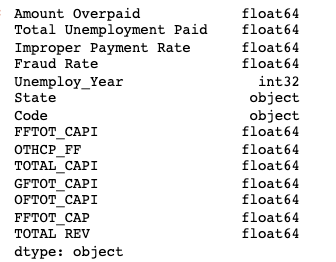 Amount Overpaid float64
Total Unemployment Paid float64
Improper Payment Rate float64
Fraud Rate float64
Unemploy_Year int32
State object
Code object
FFTOT_CAPI float64
OTHCP_FF float64
TOTAL_CAPI float64
GFTOT_CAPI float64
OFTOT_CAPI float64
FFTOT_CAP float64
TOTAL REV float64
dtype: object